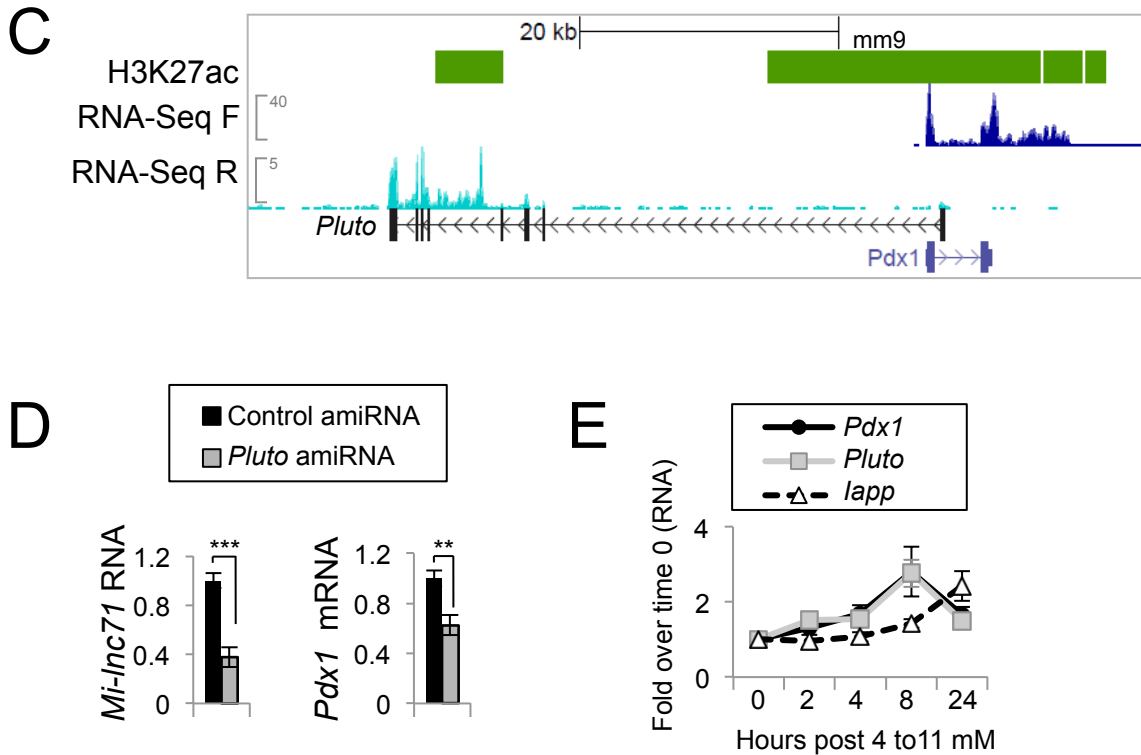 C
20 kb
mm9
H3K27ac
RNA-Seq F
40
RNA-Seq R
5
Pluto
Pdx1
D
Control amiRNA
Pluto amiRNA
Mi-lnc71 RNA
1.2
0.8
0.4
0
***
Pdx1 mRNA
1.2
0.8
0.4
0
**
E
Pdx1
Pluto
Iapp
Fold over time 0 (RNA)
4
2
0
0 2 4 8 24
Hours post 4 to11 mM